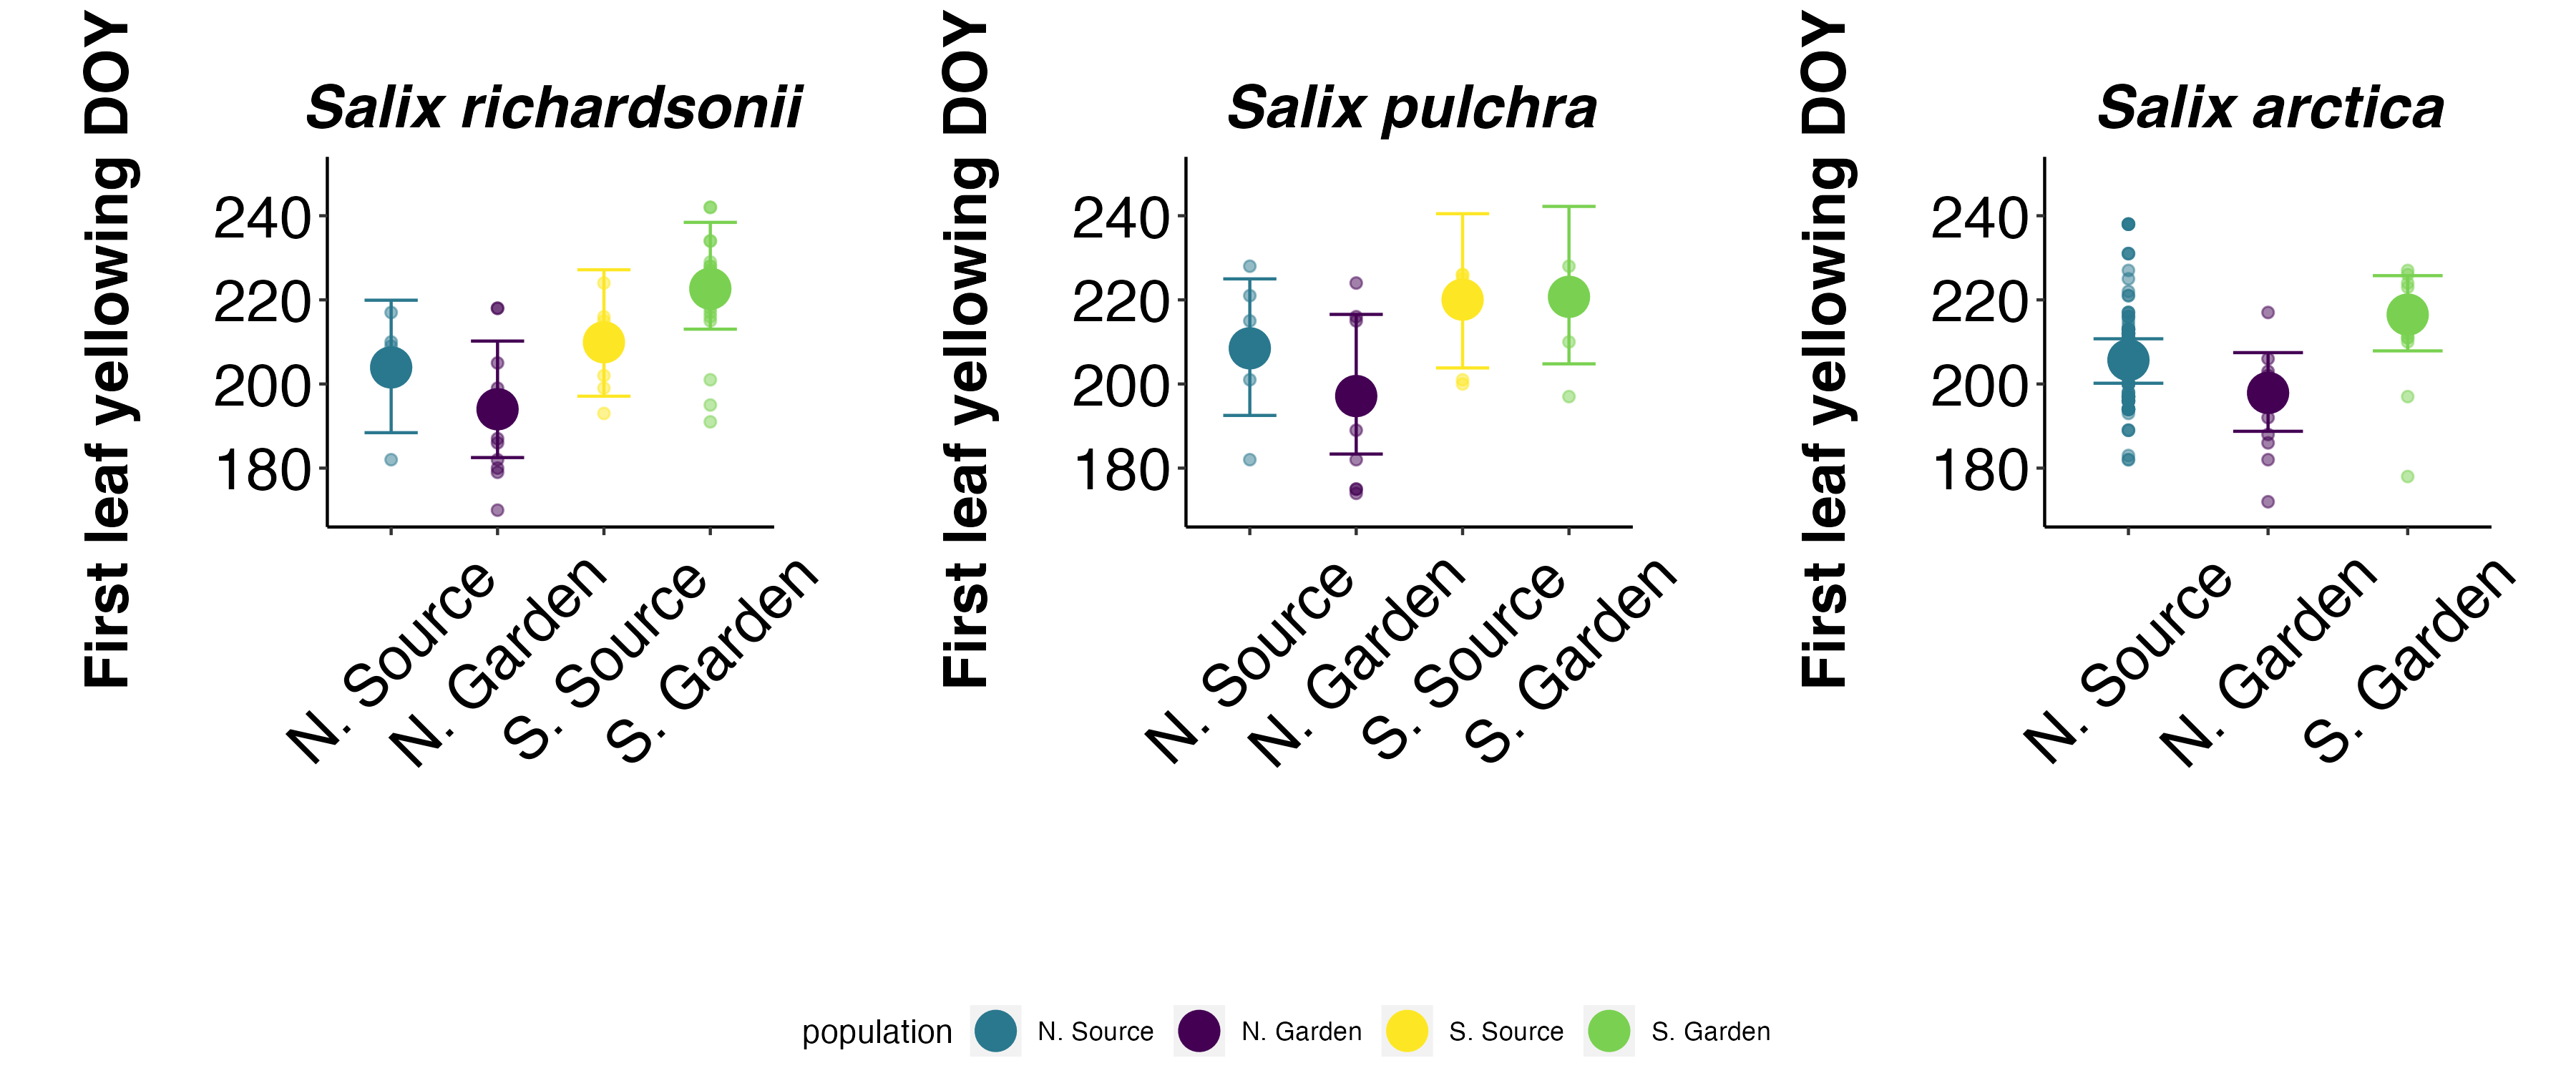 Salix richardsonii
First leaf yellowing DOY
240
220
200
180
N. Source
N. Garden
S. Source
S. Garden
Salix pulchra
First leaf yellowing DOY
240
220
200
180
N. Source
N. Garden
S. Source
S. Garden
Salix arctica
First leaf yellowing DOY
240
220
200
180
N. Source
N. Garden
S. Garden
population N. Source N. Garden S. Source S. Garden